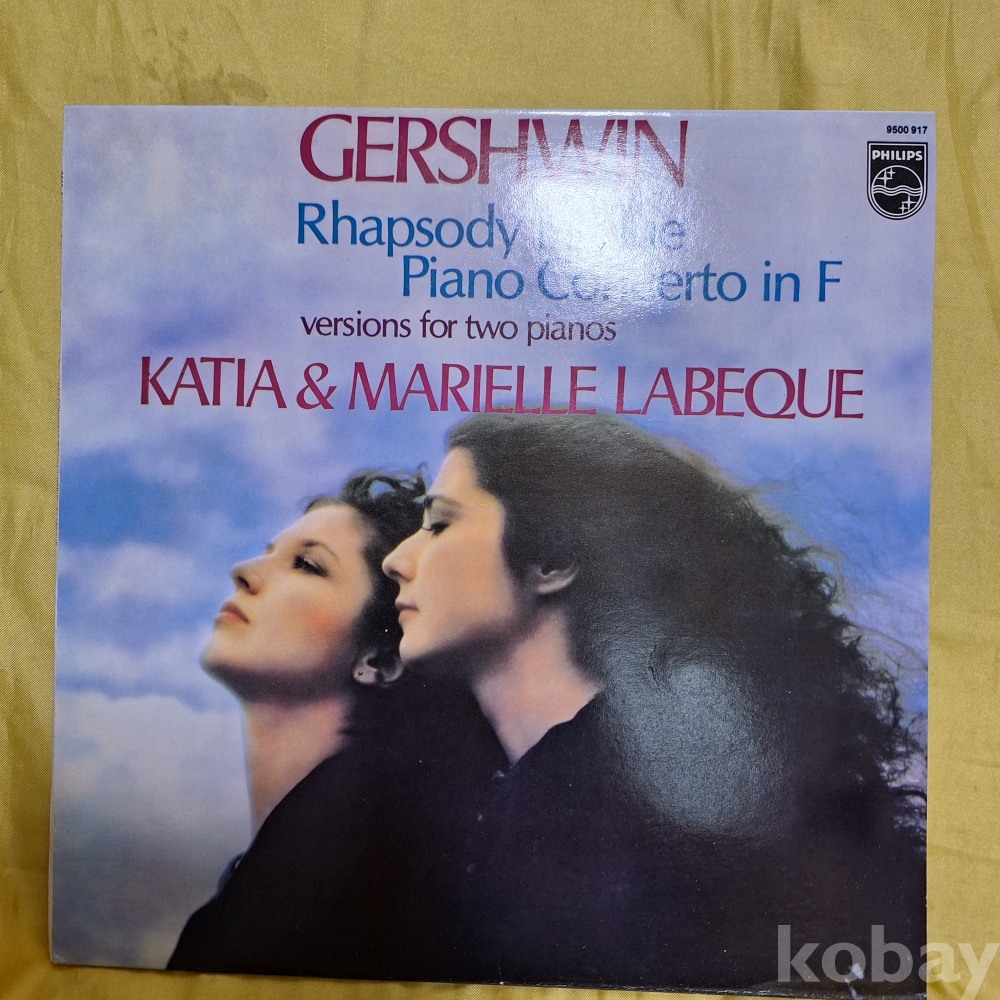 9500 917
PHILIPS
GERSHWIN
Rhapsody
Piano Concerto in F
versions for two pianos
KATIA & MARIELLE LABEQUE
kobay